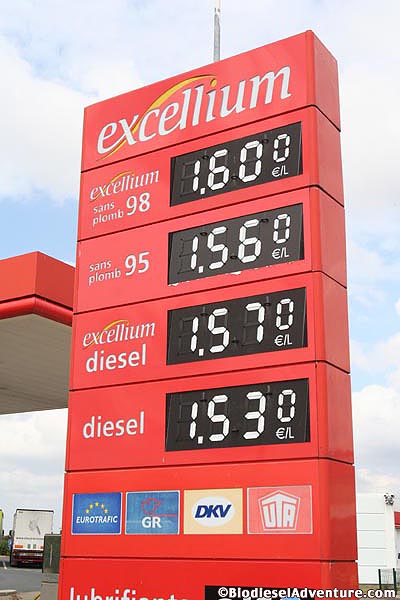 excellium
excellium
sans
plomb 98
1,600
€/L
sans
plomb 95
1,560
€/L
excellium
diesel
1,570
€/L
diesel
1,530
€/L
EUROTRAFIC
GR
DKV
UTA
lubrifiants
©BiodieselAdventure.com